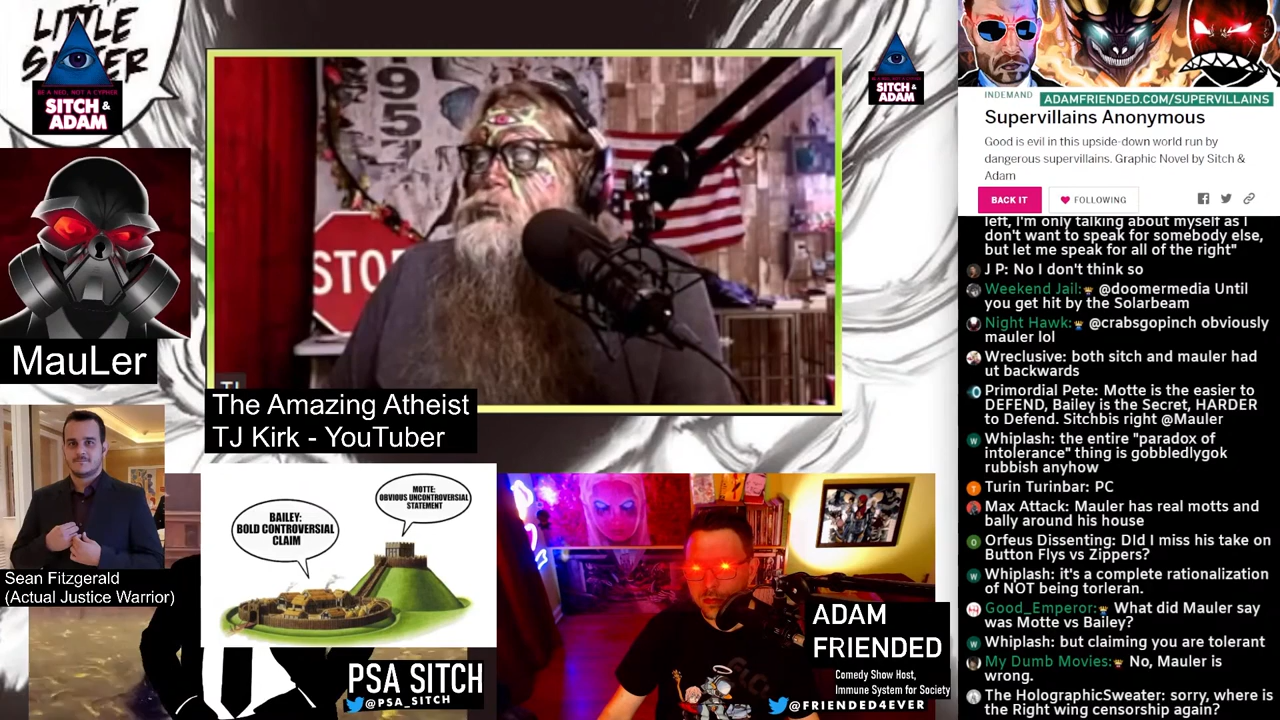 LITTLE
SISTER
BE A NEO, NOT A CYPHER
SITCH &
ADAM
MauLer
Sean Fitzgerald
(Actual Justice Warrior)
1957
STOP
TJ
The Amazing Atheist
TJ Kirk - YouTuber
SITCH &
ADAM
BAILEY:
BOLD CONTROVERSIAL
CLAIM
MOTTE:
OBVIOUS UNCONTROVERSIAL
STATEMENT
PSA SITCH
@PSA_SITCH
ADAM
FRIENDED
Comedy Show Host,
Immune System for Society
@FRIENDED4EVER
INDEMAND
ADAMFRIENDED.COM/SUPERVILLAINS
Supervillains Anonymous
Good is evil in this upside-down world run by
dangerous supervillains. Graphic Novel by Sitch &
Adam
BACK IT
FOLLOWING
left, I'm only talking about myself as I
don't want to speak for somebody else,
but let me speak for all of the right"
J P: No I don't think so
Weekend Jail: @doomermedia Until
you get hit by the Solarbeam
Night Hawk: @crabsgopinch obviously
mauler lol
Wreclusive: both sitch and mauler had
ut backwards
Primordial Pete: Motte is the easier to
DEFEND, Bailey is the Secret, HARDER
to Defend. Sitchbis right @Mauler
Whiplash: the entire "paradox of
intolerance" thing is gobbledlygok
rubbish anyhow
Turin Turinbar: PC
Max Attack: Mauler has real motts and
bally around his house
Orfeus Dissenting: DId I miss his take on
Button Flys vs Zippers?
Whiplash: it's a complete rationalization
of NOT being torleran.
Good_Emperor: What did Mauler say
was Motte vs Bailey?
Whiplash: but claiming you are tolerant
My Dumb Movies: No, Mauler is
wrong.
The HolographicSweater: sorry, where is
the Right wing censorship again?